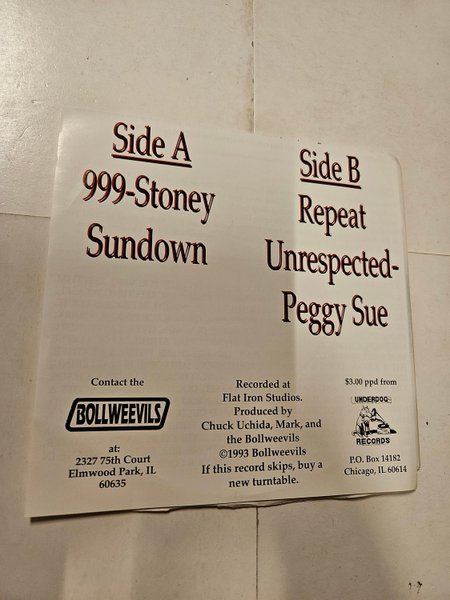 Side A
999-Stoney
Sundown
Side B
Repeat
Unrespected-
Peggy Sue
Contact the
BOLLWEEVILS
at:
2327 75th Court
Elmwood Park, IL
60635
Recorded at
Flat Iron Studios.
Produced by
Chuck Uchida, Mark, and
the Bollweevils
©1993 Bollweevils
If this record skips, buy a
new turntable.
$3.00 ppd from
UNDERDOG
RECORDS
P.O. Box 14182
Chicago, IL 60614